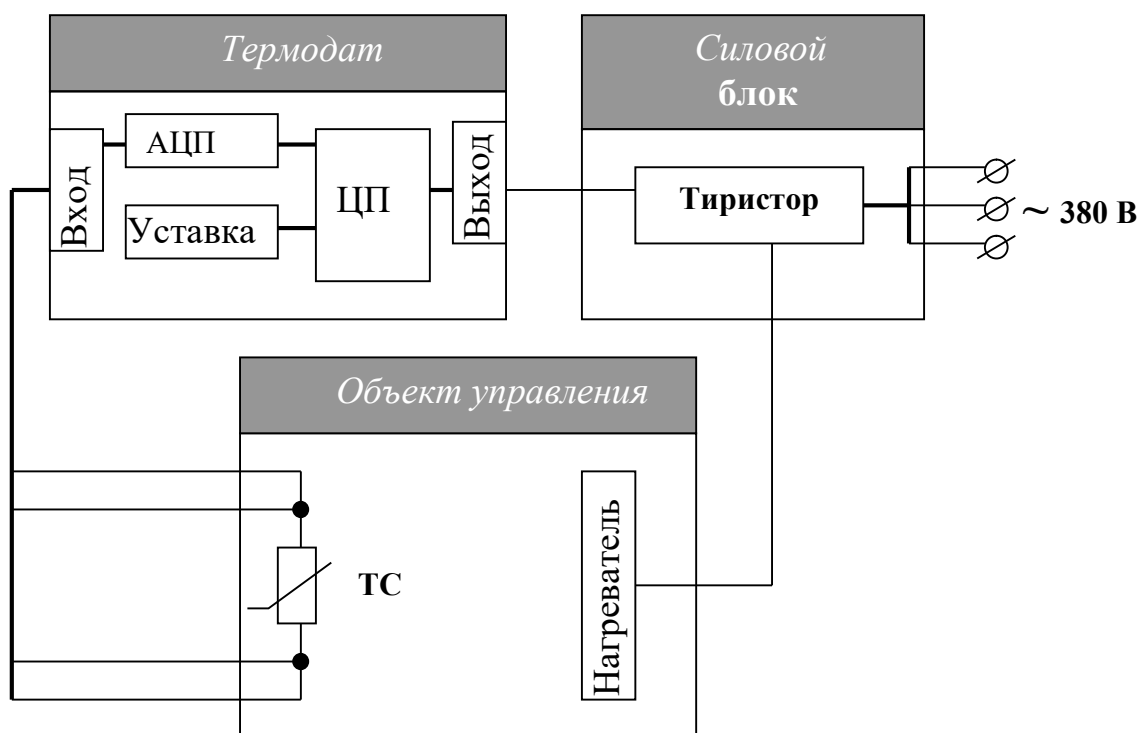 Термодат
Силовой
блок
Вход
АЦП
Уставка
ЦП
Выход
Тиристор
~ 380 В
Объект управления
ТС
Нагреватель